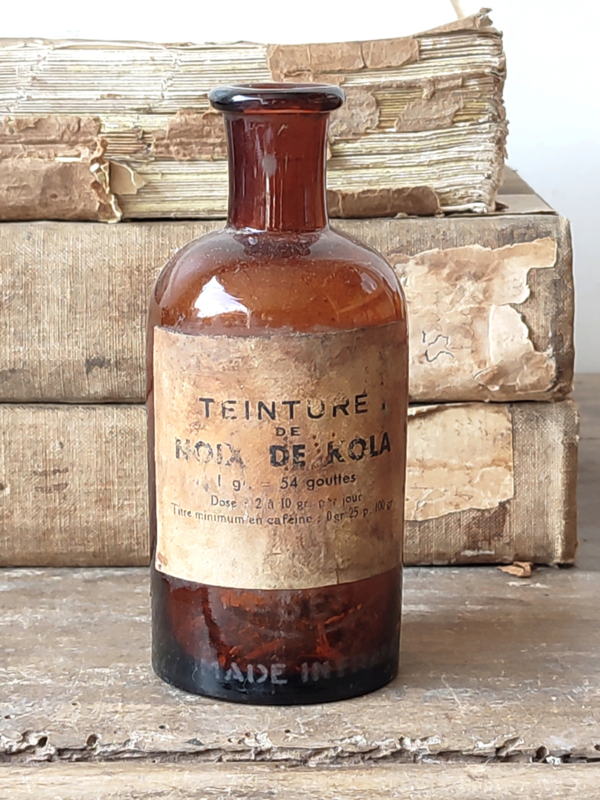 TEINTURE
DE
NOIX DE KOLA
1 gr. = 54 gouttes
Dose : 2 à 10 gr. par jour
Titre minimum en caféine : 0 gr 25 p. 100 gr
MADE IN
53